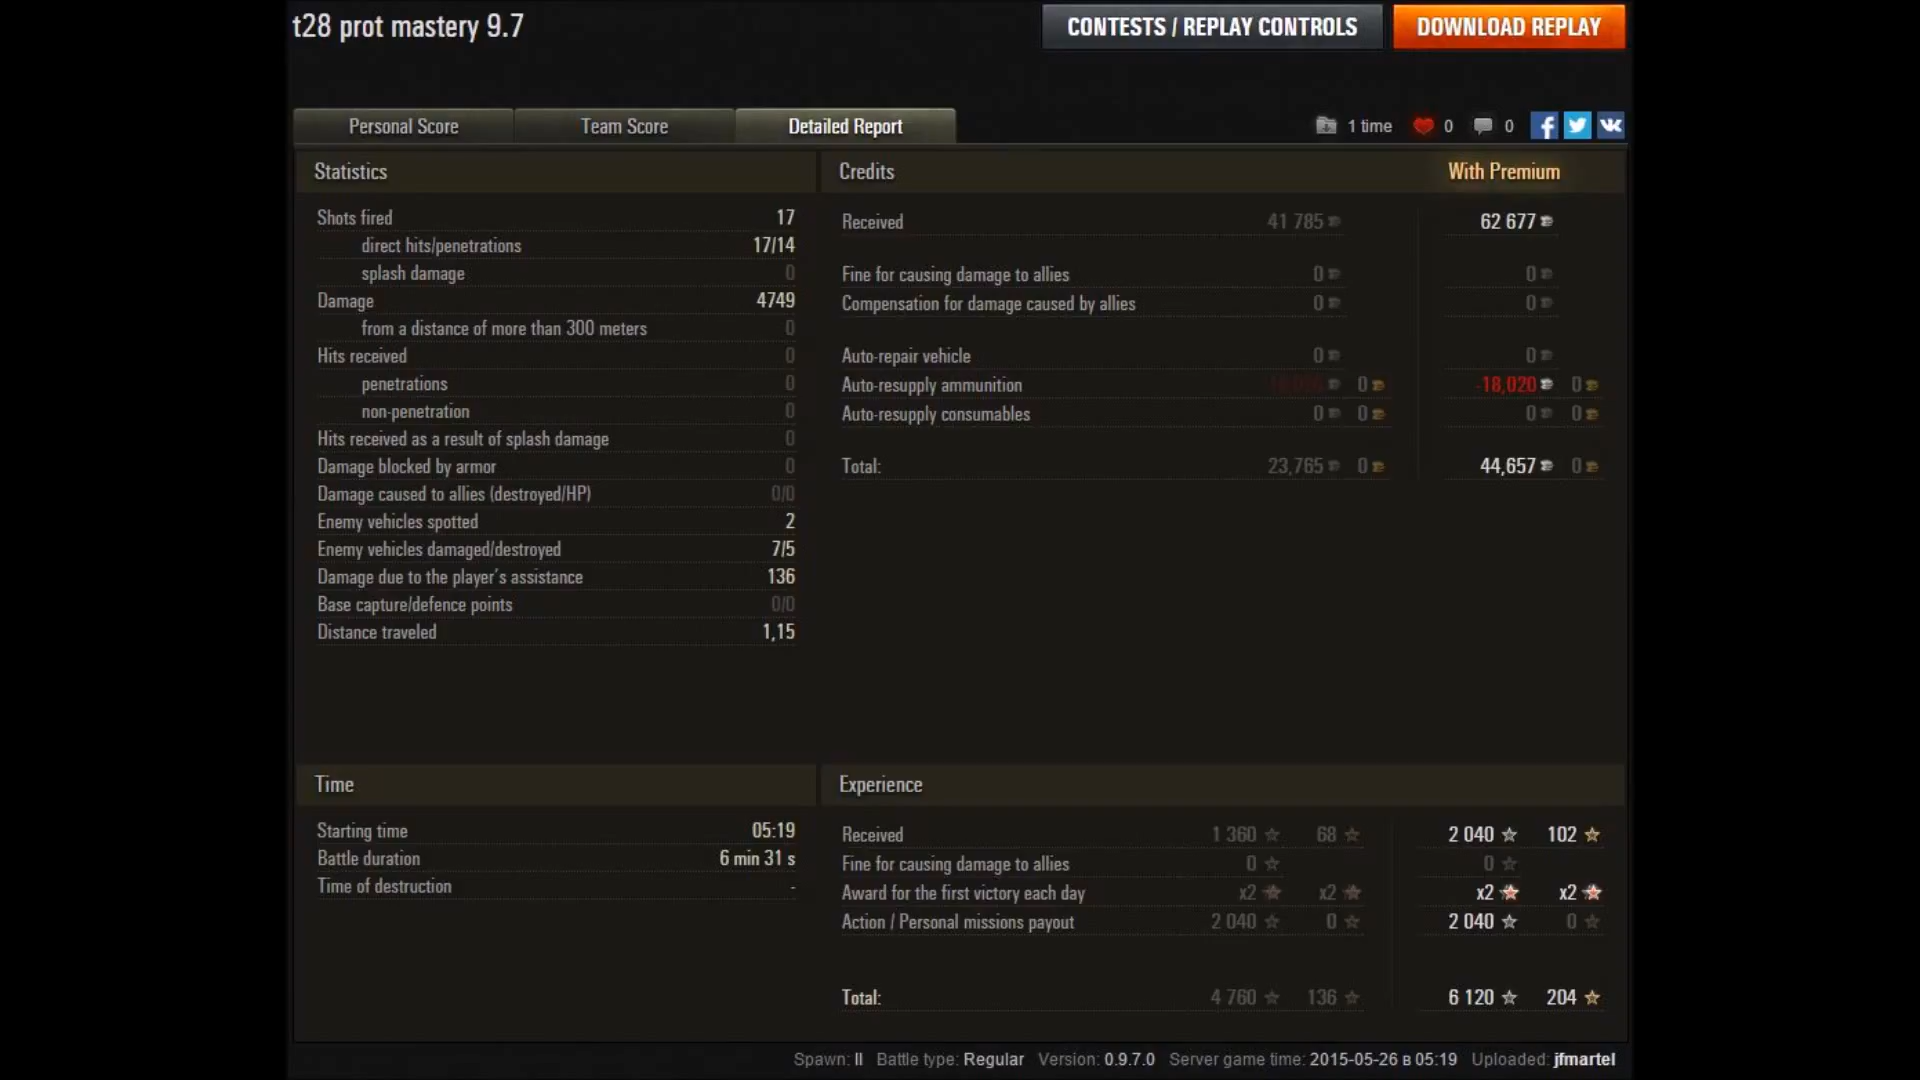 t28 prot mastery 9.7
CONTESTS / REPLAY CONTROLS
DOWNLOAD REPLAY
Personal Score
Team Score
Detailed Report
1 time
0
0
Statistics
Shots fired 17
direct hits/penetrations 17/14
splash damage 0
Damage 4749
from a distance of more than 300 meters 0
Hits received 0
penetrations 0
non-penetration 0
Hits received as a result of splash damage 0
Damage blocked by armor 0
Damage caused to allies (destroyed/HP) 0/0
Enemy vehicles spotted 2
Enemy vehicles damaged/destroyed 7/5
Damage due to the player's assistance 136
Base capture/defence points 0/0
Distance traveled 1,15
Credits With Premium
Received 41 785 62 677
Fine for causing damage to allies 0 0
Compensation for damage caused by allies 0 0
Auto-repair vehicle 0 0
Auto-resupply ammunition 0 -18,020 0
Auto-resupply consumables 0 0 0 0
Total: 23,765 0 44,657 0
Time
Starting time 05:19
Battle duration 6 min 31 s
Time of destruction -
Experience
Received 1 360 68 2 040 102
Fine for causing damage to allies 0 0
Award for the first victory each day x2 x2 x2 x2
Action / Personal missions payout 2 040 0 2 040 0
Total: 4 760 136 6 120 204
Spawn: II Battle type: Regular Version: 0.9.7.0 Server game time: 2015-05-26 в 05:19 Uploaded: jfmartel